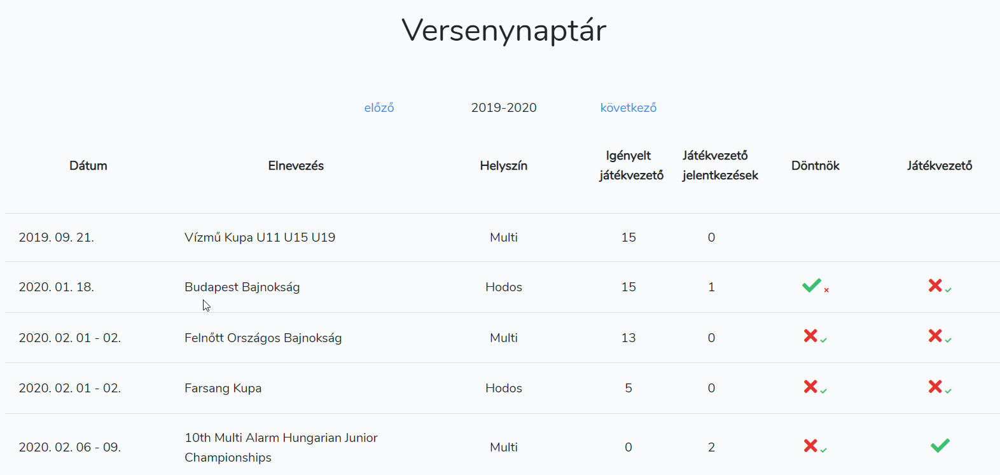 Versenynaptár
előző 2019-2020 következő
Dátum Elnevezés Helyszín Igényelt játékvezető Játékvezető jelentkezések Döntnök Játékvezető
2019. 09. 21. Vízmű Kupa U11 U15 U19 Multi 15 0
2020. 01. 18. Budapest Bajnokság Hodos 15 1
2020. 02. 01 - 02. Felnőtt Országos Bajnokság Multi 13 0
2020. 02. 01 - 02. Farsang Kupa Hodos 5 0
2020. 02. 06 - 09. 10th Multi Alarm Hungarian Junior Championships Multi 0 2